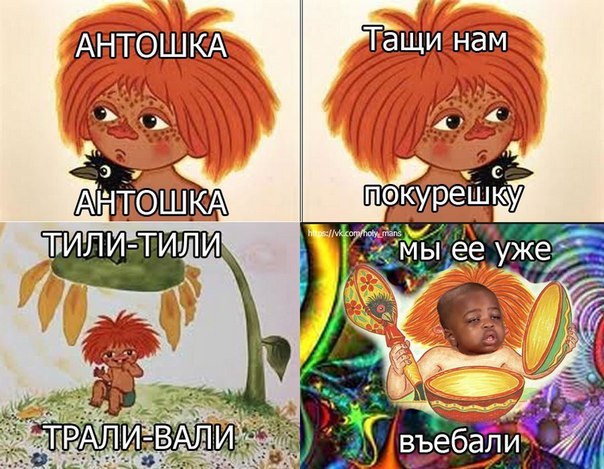 АНТОШКА
АНТОШКА
Тащи нам
покурешку
ТИЛИ-ТИЛИ
ТРАЛИ-ВАЛИ
https://vk.com/holy_mans
мы ее уже
въебали